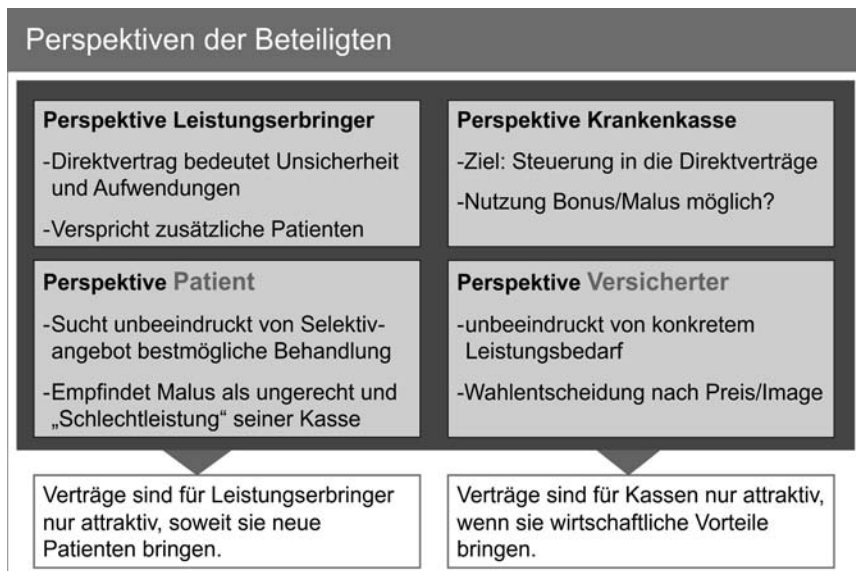 Perspektiven der Beteiligten
Perspektive Leistungserbringer
-Direktvertrag bedeutet Unsicherheit
und Aufwendungen
-Verspricht zusätzliche Patienten
Perspektive Krankenkasse
-Ziel: Steuerung in die Direktverträge
-Nutzung Bonus/Malus möglich?
Perspektive Patient
-Sucht unbeeindruckt von Selektiv-
angebot bestmögliche Behandlung
-Empfindet Malus als ungerecht und
„Schlechtleistung“ seiner Kasse
Perspektive Versicherter
-unbeeindruckt von konkretem
Leistungsbedarf
-Wahlentscheidung nach Preis/Image
Verträge sind für Leistungserbringer
nur attraktiv, soweit sie neue
Patienten bringen.
Verträge sind für Kassen nur attraktiv,
wenn sie wirtschaftliche Vorteile
bringen.